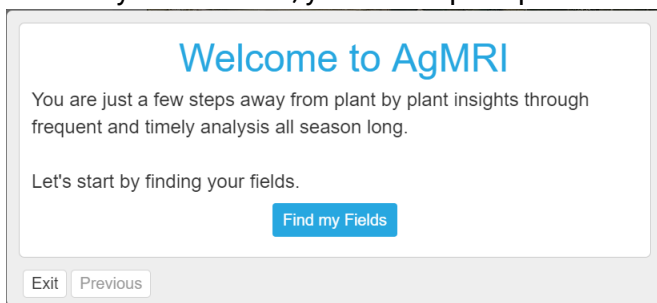 Welcome to AgMRI
You are just a few steps away from plant by plant insights through
frequent and timely analysis all season long.
Let's start by finding your fields.
Find my Fields
Exit Previous